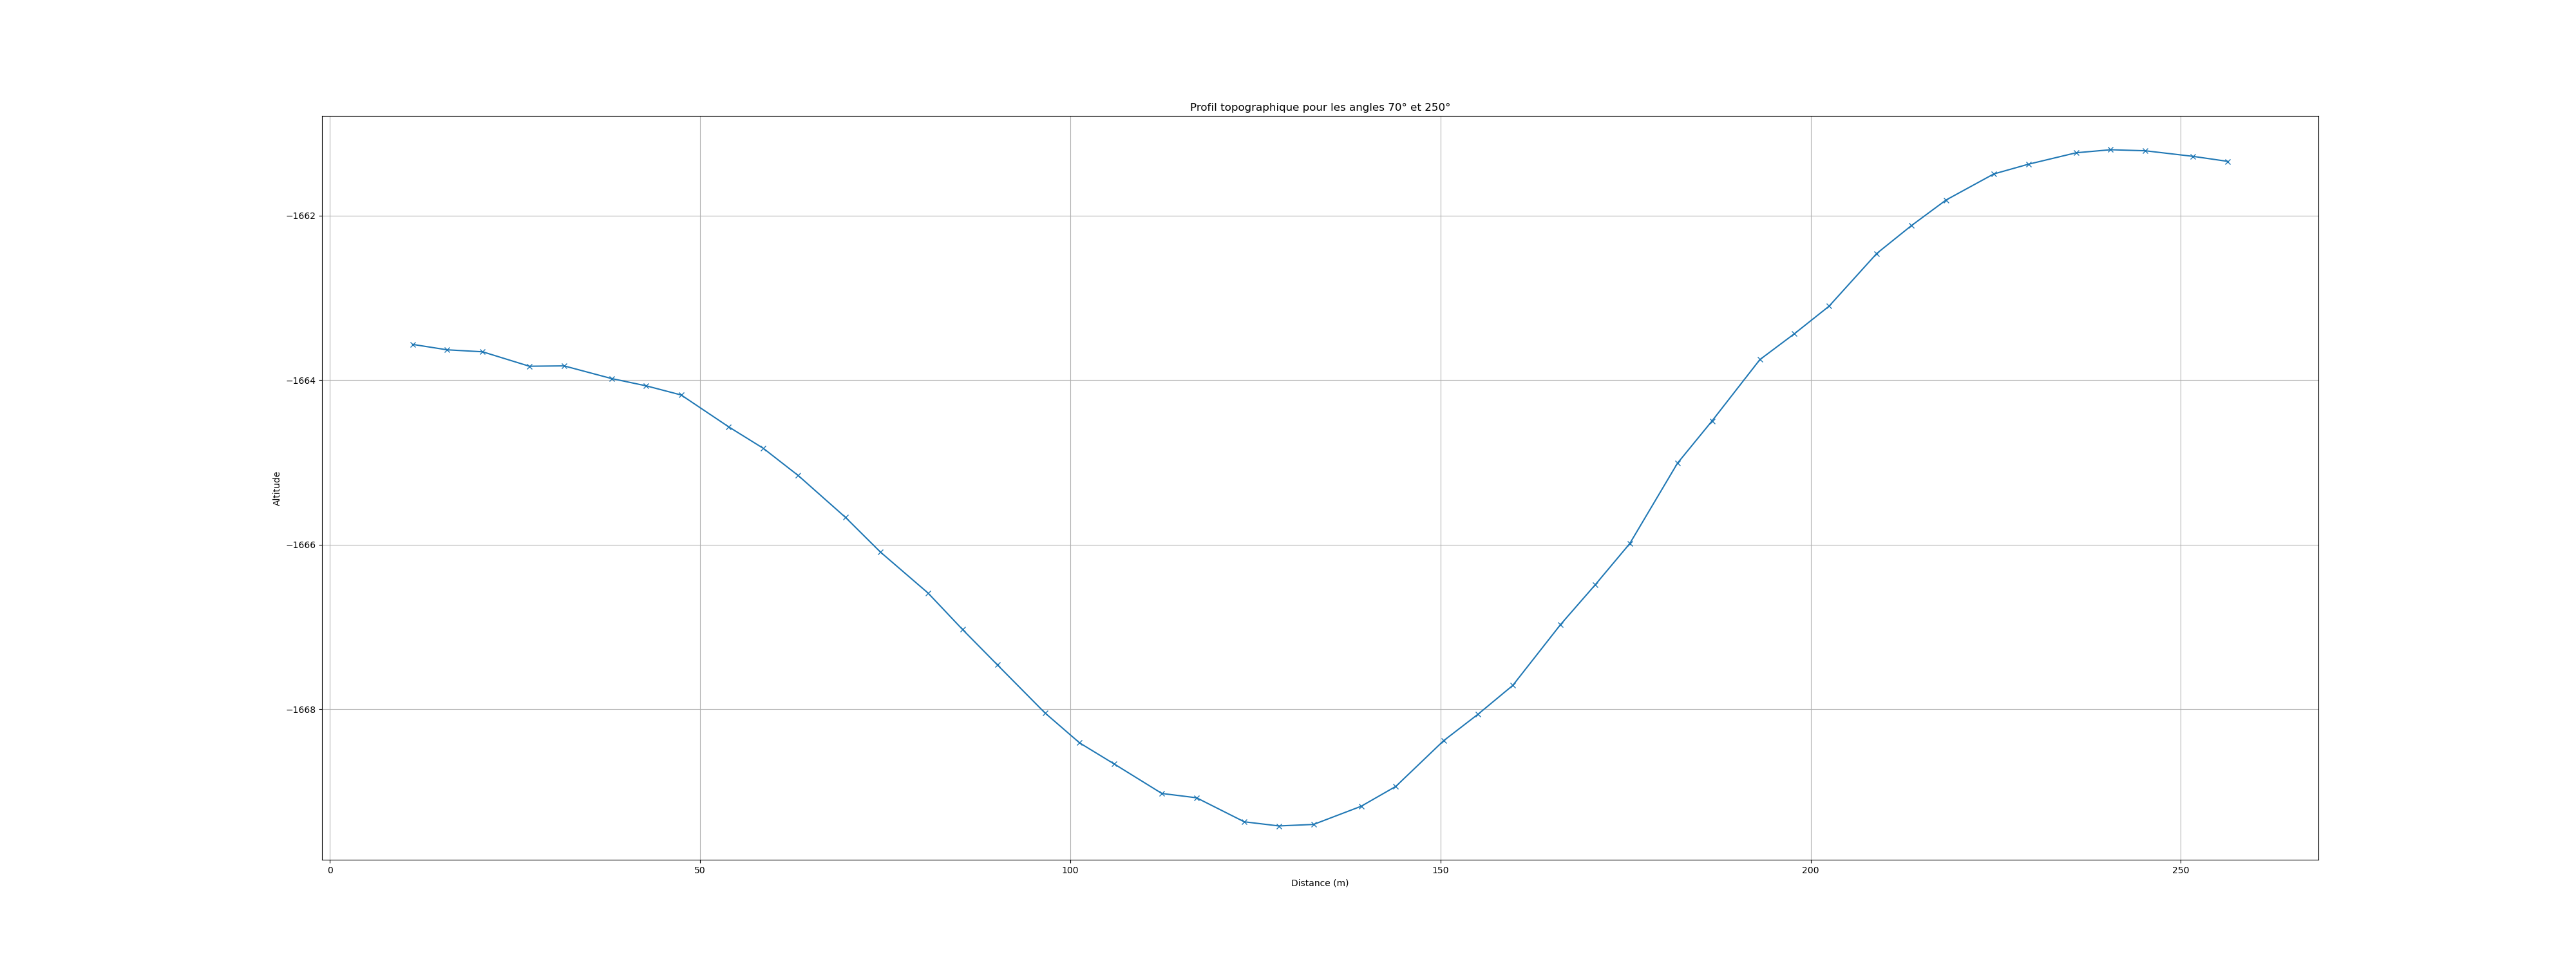 Profil topographique pour les angles 70° et 250°
Altitude
−1662
−1664
−1666
−1668
0 50 100 150 200 250
Distance (m)